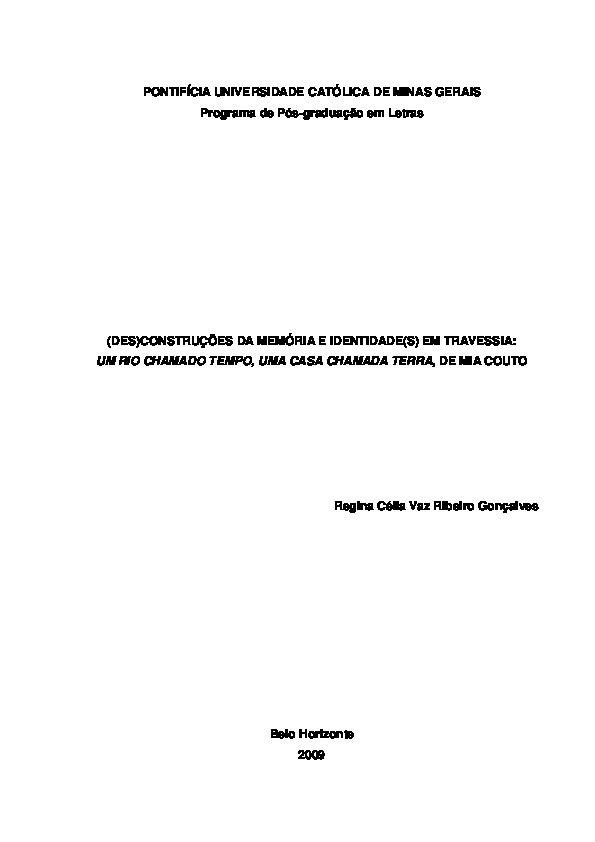 PONTIFÍCIA UNIVERSIDADE CATÓLICA DE MINAS GERAIS
Programa de Pós-graduação em Letras
(DES)CONSTRUÇÕES DA MEMÓRIA E IDENTIDADE(S) EM TRAVESSIA:
UM RIO CHAMADO TEMPO, UMA CASA CHAMADA TERRA, DE MIA COUTO
Regina Célia Vaz Ribeiro Gonçalves
Belo Horizonte
2009